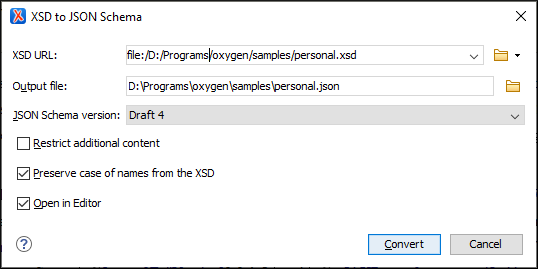 XSD to JSON Schema
XSD URL: file:/D:/Programs/oxygen/samples/personal.xsd
Output file: D:\Programs\oxygen\samples\personal.json
JSON Schema version: Draft 4
Restrict additional content
Preserve case of names from the XSD
Open in Editor
? Convert Cancel